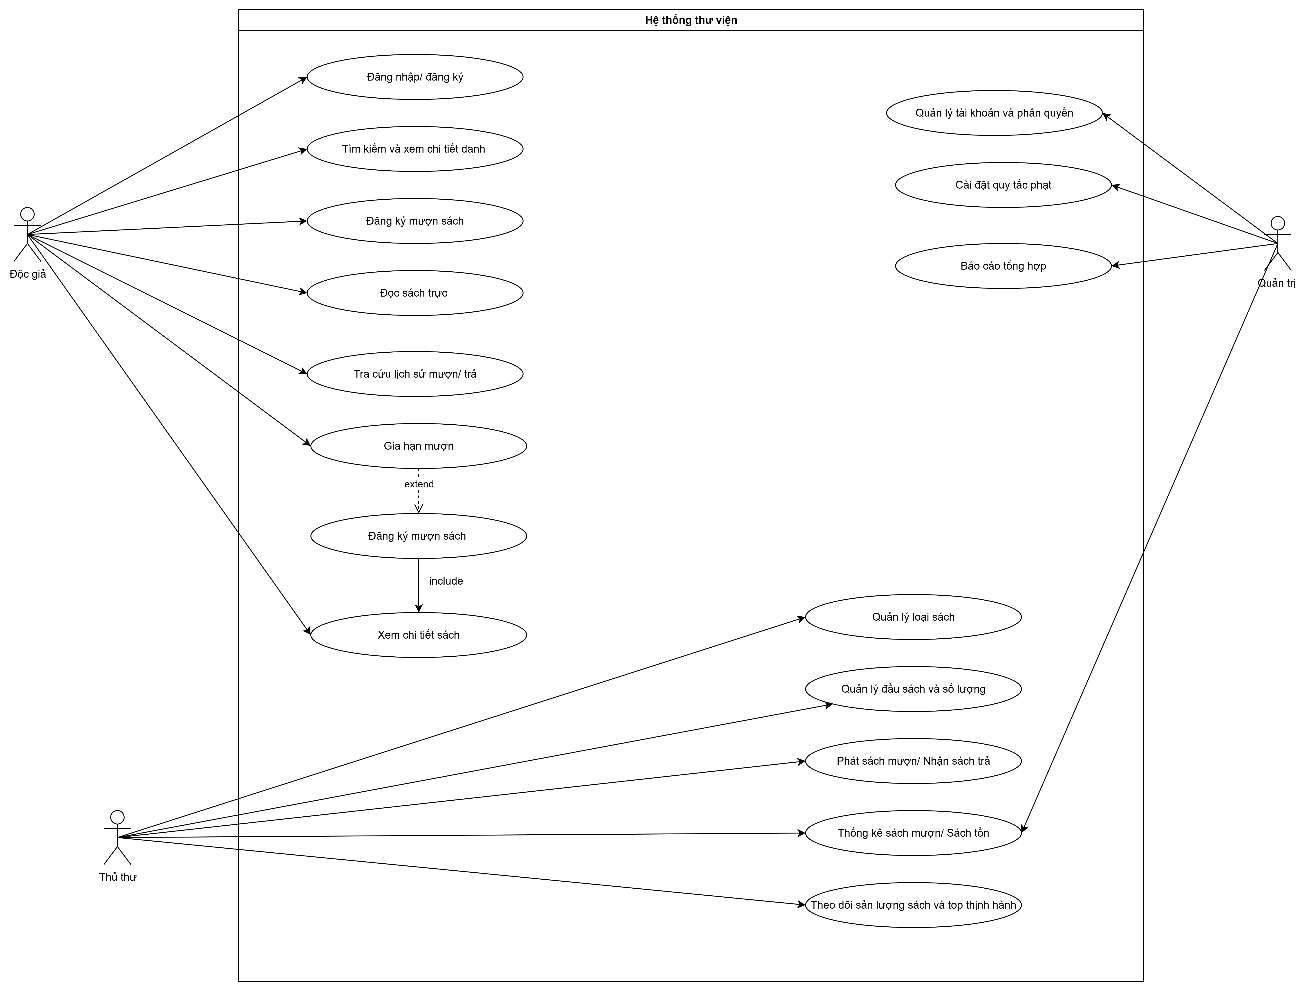 Hệ thống thư viện
Đăng nhập/ đăng ký
Tìm kiếm và xem chi tiết danh
Đăng ký mượn sách
Đọc sách trực
Tra cứu lịch sử mượn/ trả
Gia hạn mượn
extend
Đăng ký mượn sách
include
Xem chi tiết sách
Độc giả
Quản lý tài khoản và phân quyền
Cài đặt quy tắc phạt
Báo cáo tổng hợp
Quản trị
Quản lý loại sách
Quản lý đầu sách và số lượng
Phát sách mượn/ Nhận sách trả
Thống kê sách mượn/ Sách tồn
Theo dõi sản lượng sách và top thịnh hành
Thủ thư